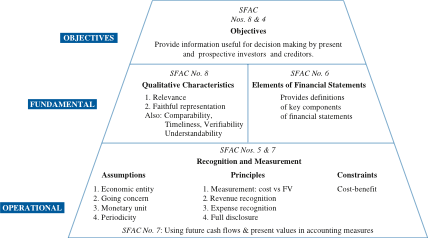 SFAC
Nos. 8 & 4
Objectives
OBJECTIVES
Provide information useful for decision making by present
and prospective investors and creditors.
SFAC No. 8
Qualitative Characteristics
1. Relevance
2. Faithful representation
Also: Comparability,
Timeliness, Verifiability
Understandability
SFAC No. 6
Elements of Financial Statements
Provides definitions
of key components
of financial statements
FUNDAMENTAL
SFAC Nos. 5 & 7
Recognition and Measurement
Assumptions
1. Economic entity
2. Going concern
3. Monetary unit
4. Periodicity
Principles
1. Measurement: cost vs FV
2. Revenue recognition
3. Expense recognition
4. Full disclosure
Constraints
Cost-benefit
OPERATIONAL
SFAC No. 7: Using future cash flows & present values in accounting measures